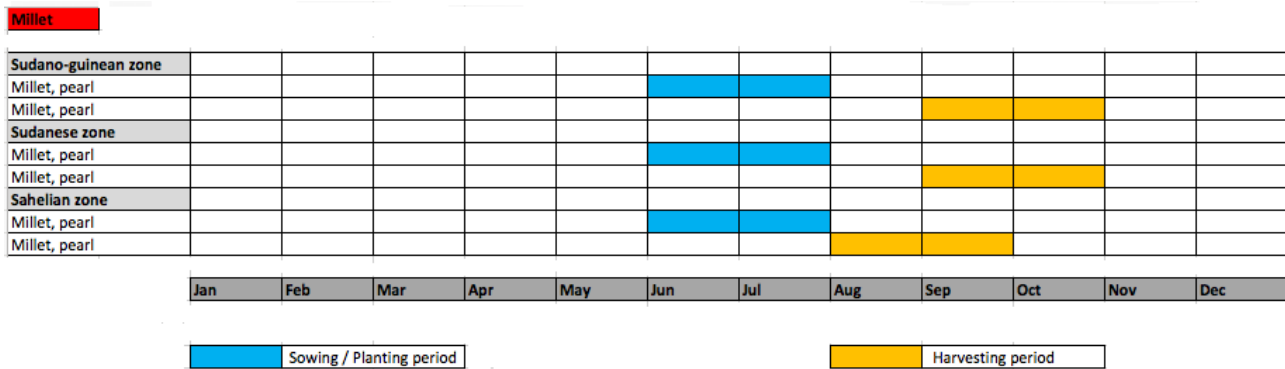 Millet
Sudano-guinean zone
Millet, pearl
Millet, pearl
Sudanese zone
Millet, pearl
Millet, pearl
Sahelian zone
Millet, pearl
Millet, pearl
Jan Feb Mar Apr May Jun Jul Aug Sep Oct Nov Dec
Sowing / Planting period Harvesting period